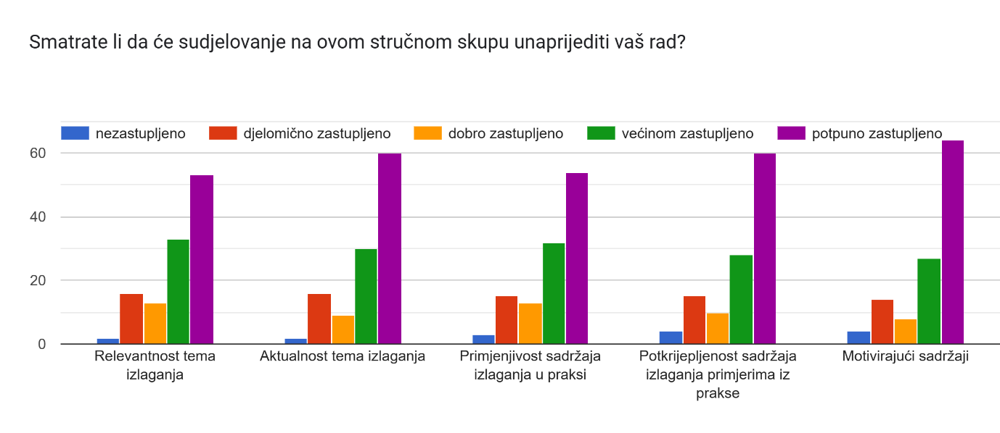 Smatrate li da će sudjelovanje na ovom stručnom skupu unaprijediti vaš rad?
nezastupljeno djelomično zastupljeno dobro zastupljeno većinom zastupljeno potpuno zastupljeno
60
40
20
0
Relevantnost tema
izlaganja
Aktualnost tema izlaganja
Primjenjivost sadržaja
izlaganja u praksi
Potkrijepljenost sadržaja
izlaganja primjerima iz
prakse
Motivirajući sadržaji